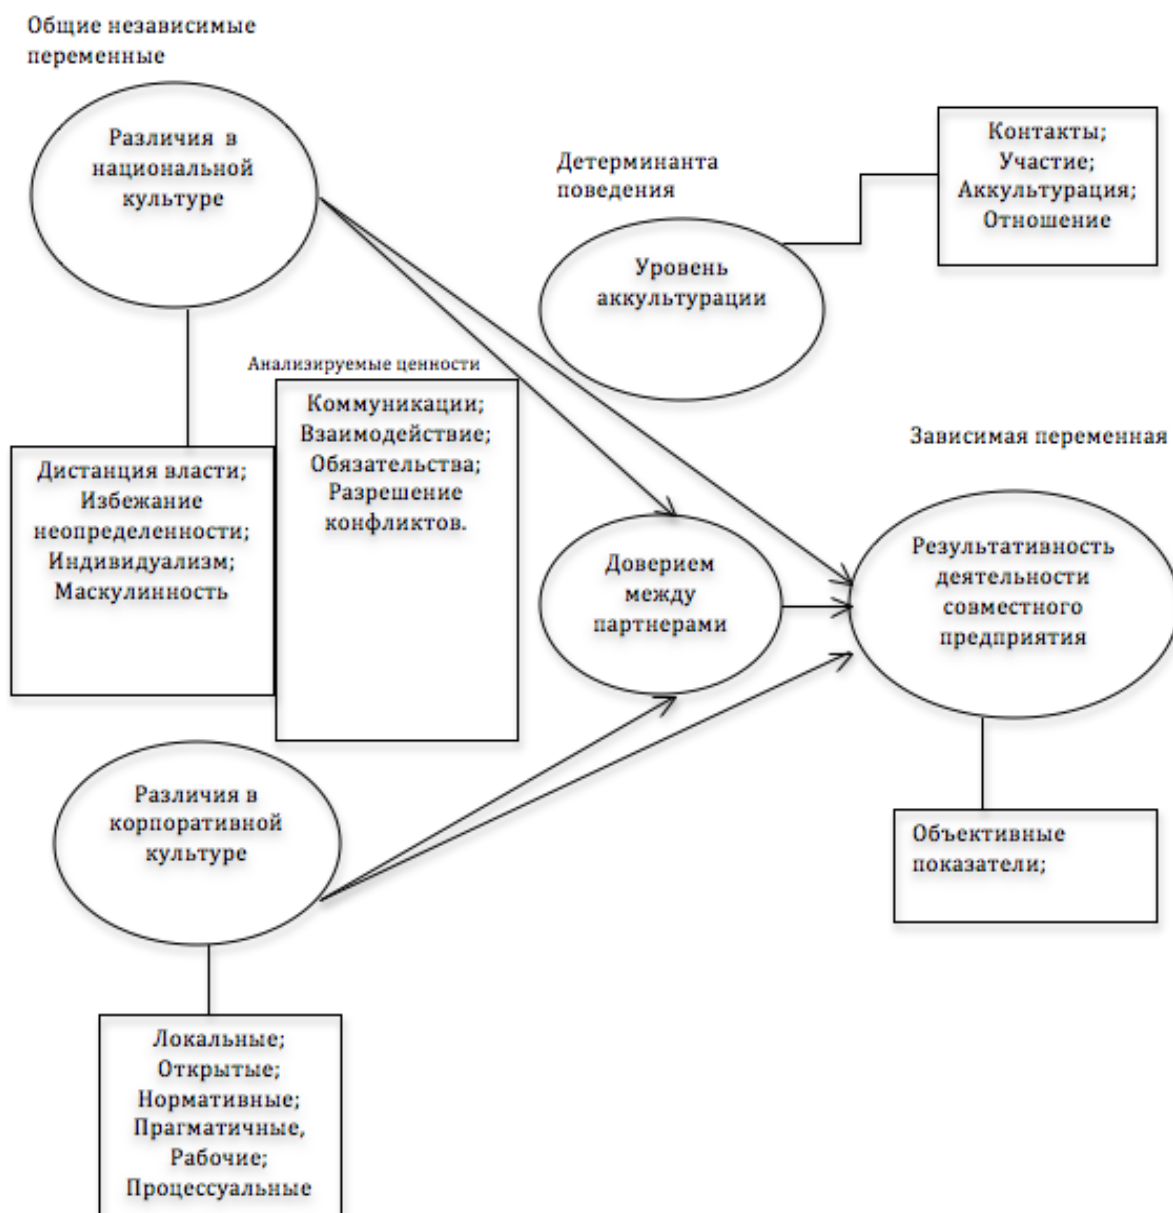 Общие независимые
переменные
Различия в
национальной
культуре
Детерминанта
поведения
Контакты;
Участие;
Аккультурация;
Отношение
Уровень
аккультурации
Анализируемые ценности
Коммуникации;
Взаимодействие;
Обязательства;
Разрешение
конфликтов.
Дистанция власти;
Избежание
неопределенности;
Индивидуализм;
Маскулинность
Зависимая переменная
Доверием
между
партнерами
Результативность
деятельности
совместного
предприятия
Различия в
корпоративной
культуре
Объективные
показатели;
Локальные;
Открытые;
Нормативные;
Прагматичные,
Рабочие;
Процессуальные